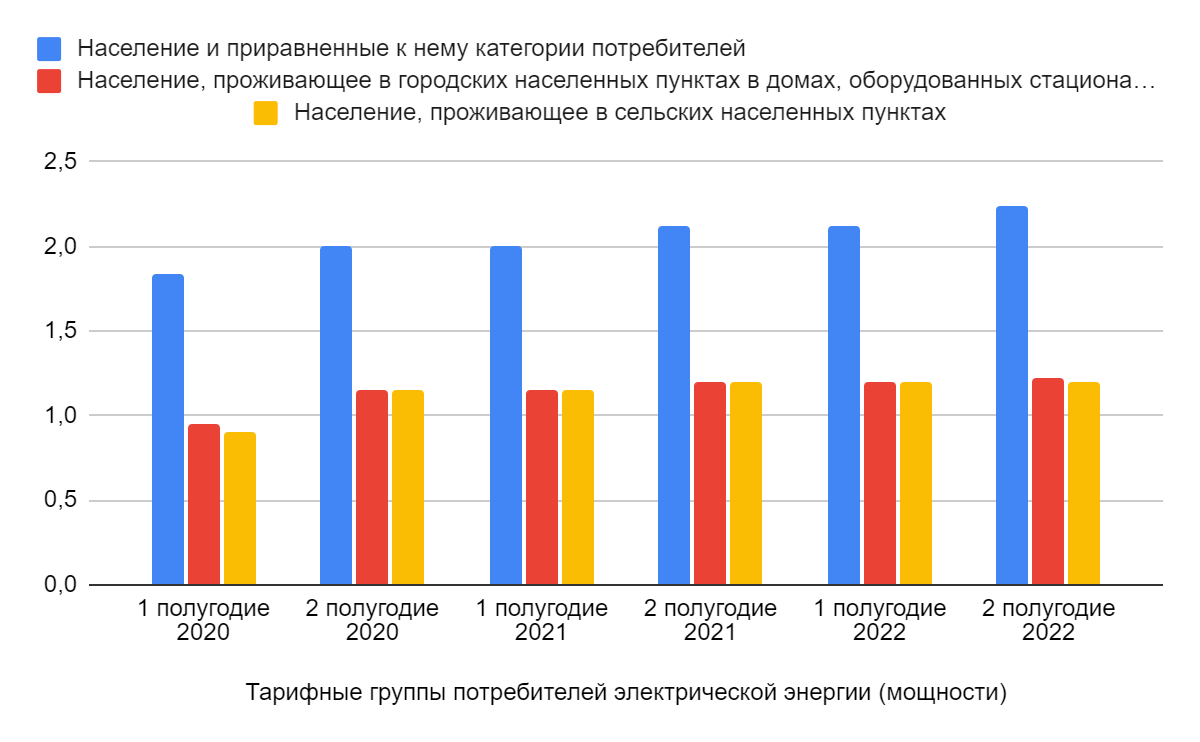 Население и приравненные к нему категории потребителей
Население, проживающее в городских населенных пунктах в домах, оборудованных стациона…
Население, проживающее в сельских населенных пунктах
2,5
2,0
1,5
1,0
0,5
0,0
1 полугодие 2 полугодие 1 полугодие 2 полугодие 1 полугодие 2 полугодие
2020 2020 2021 2021 2022 2022
Тарифные группы потребителей электрической энергии (мощности)